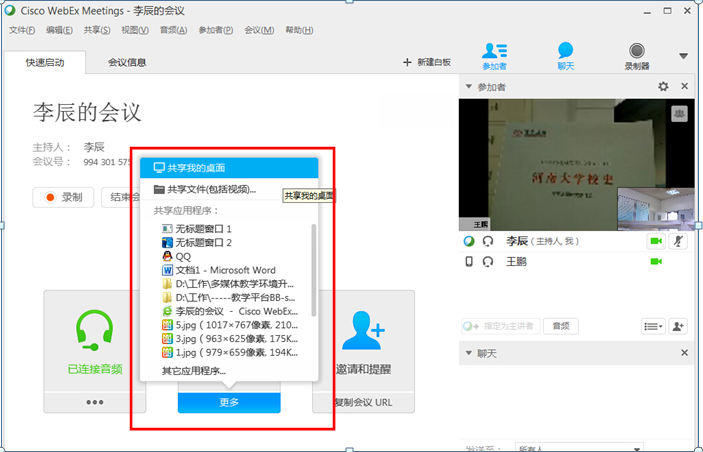 Cisco WebEx Meetings - 李辰的会议
文件(F) 编辑(E) 共享(S) 视图(V) 音频(A) 参加者(P) 会议(M) 帮助(H)
快速启动 会议信息 + 新建白板 参加者 聊天 录制器
李辰的会议
主持人： 李辰
会议号： 994 301 575
录制 结束会
共享我的桌面
共享文件(包括视频)...
共享我的桌面
共享应用程序：
无标题窗口 1
无标题窗口 2
QQ
文档1 - Microsoft Word
D:\工作\多媒体教学环境升...
D:\工作\-----教学平台BB-s...
李辰的会议 - Cisco WebEx...
5.jpg ( 1017×767像素, 210...
3.jpg ( 963×625像素, 175K...
1.jpg ( 979×659像素, 194K...
其它应用程序...
已连接音频
更多
邀请和提醒
复制会议 URL
参加者
河南大学校史
王鹏
李辰 (主持人, 我)
王鹏
指定为主讲者 音频
聊天
发送至： 所有人